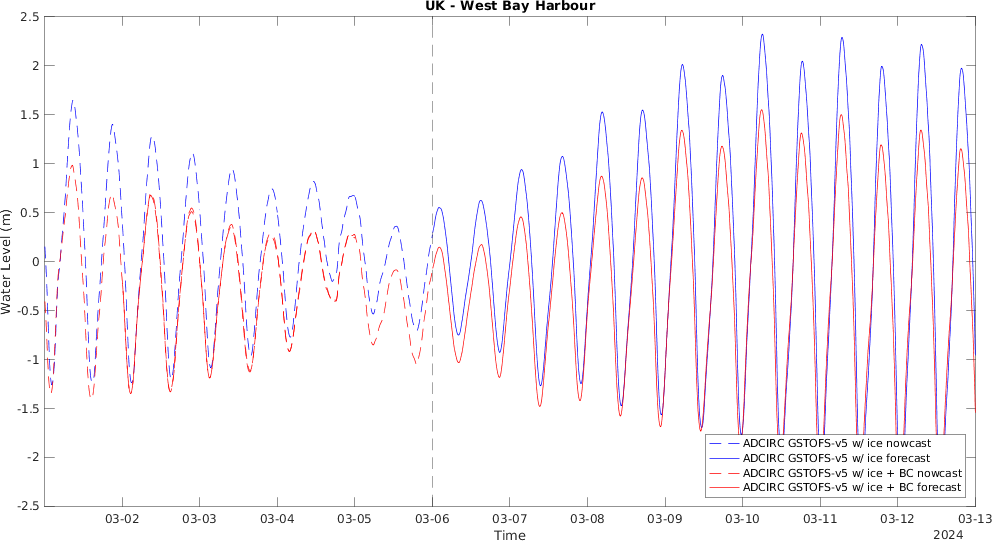 UK - West Bay Harbour
Water Level (m)
2.5
2
1.5
1
0.5
0
-0.5
-1
-1.5
-2
-2.5
ADCIRC GSTOFS-v5 w/ ice nowcast
ADCIRC GSTOFS-v5 w/ ice forecast
ADCIRC GSTOFS-v5 w/ ice + BC nowcast
ADCIRC GSTOFS-v5 w/ ice + BC forecast
03-02 03-03 03-04 03-05 03-06 03-07 03-08 03-09 03-10 03-11 03-12 03-13
Time
2024